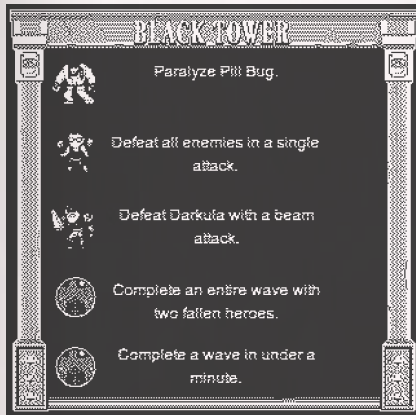 BLACK TOWER
Paralyze Pill Bug.
Defeat all enemies in a single
attack.
Defeat Darkula with a beam
attack.
Complete an entire wave with
two fallen heroes.
Complete a wave in under a
minute.